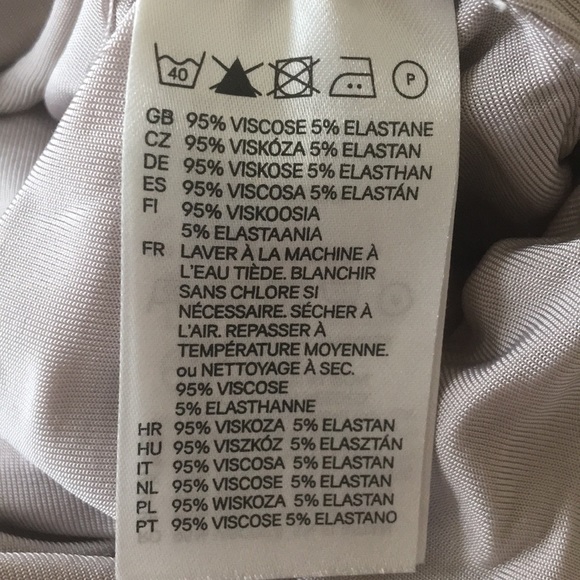 40 P
GB 95% VISCOSE 5% ELASTANE
CZ 95% VISKÓZA 5% ELASTAN
DE 95% VISKOSE 5% ELASTHAN
ES 95% VISCOSA 5% ELASTÁN
FI 95% VISKOOSIA
5% ELASTAANIA
FR LAVER À LA MACHINE À
L'EAU TIÈDE. BLANCHIR
SANS CHLORE SI
NÉCESSAIRE. SÉCHER À
L'AIR. REPASSER À
TEMPÉRATURE MOYENNE.
ou NETTOYAGE À SEC.
95% VISCOSE
5% ELASTHANNE
HR 95% VISKOZA 5% ELASTAN
HU 95% VISZKÓZ 5% ELASZTÁN
IT 95% VISCOSA 5% ELASTAN
NL 95% VISCOSE 5% ELASTAN
PL 95% WISKOZA 5% ELASTAN
PT 95% VISCOSE 5% ELASTANO